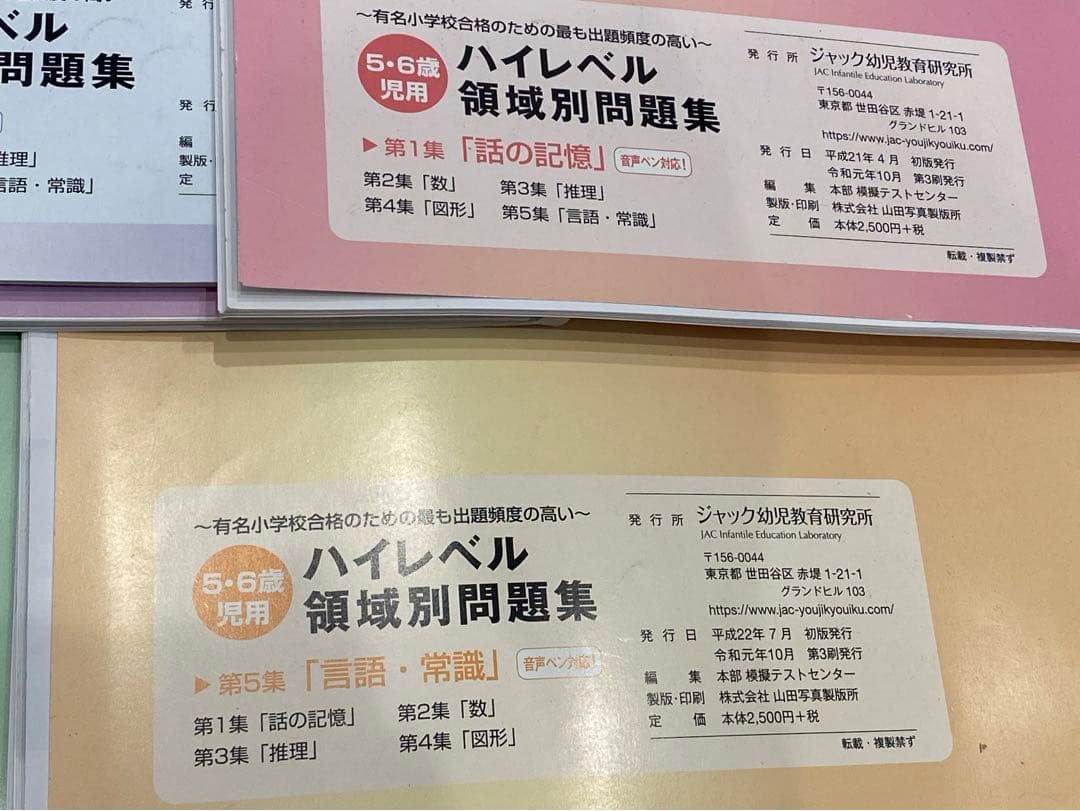 ベル
問題集
推理」
言語・常識」
発行
編
製版・
定
～有名小学校合格のための最も出題頻度の高い～
5・6歳
児用
ハイレベル
領域別問題集
▶第1集「話の記憶」 音声ペン対応!
第2集「数」 第3集「推理」
第4集「図形」 第5集「言語・常識」
発行所 ジャック幼児教育研究所
JAC Infantile Education Laboratory
〒156-0044
東京都 世田谷区 赤堤 1-21-1
グランドヒル 103
https://www.jac-youjikyouiku.com/
発行日 平成21年4月 初版発行
令和元年10月 第3刷発行
編集 本部 模擬テストセンター
製版・印刷 株式会社 山田写真製版所
定価 本体2,500円+税
転載・複製禁ず
～有名小学校合格のための最も出題頻度の高い～
5・6歳
児用
ハイレベル
領域別問題集
▶第5集「言語・常識」 音声ペン対応!
第1集「話の記憶」 第2集「数」
第3集「推理」 第4集「図形」
発行所 ジャック幼児教育研究所
JAC Infantile Education Laboratory
〒156-0044
東京都 世田谷区 赤堤 1-21-1
グランドヒル 103
https://www.jac-youjikyouiku.com/
発行日 平成22年7月 初版発行
令和元年10月 第3刷発行
編集 本部 模擬テストセンター
製版・印刷 株式会社 山田写真製版所
定価 本体2,500円+税
転載・複製禁ず